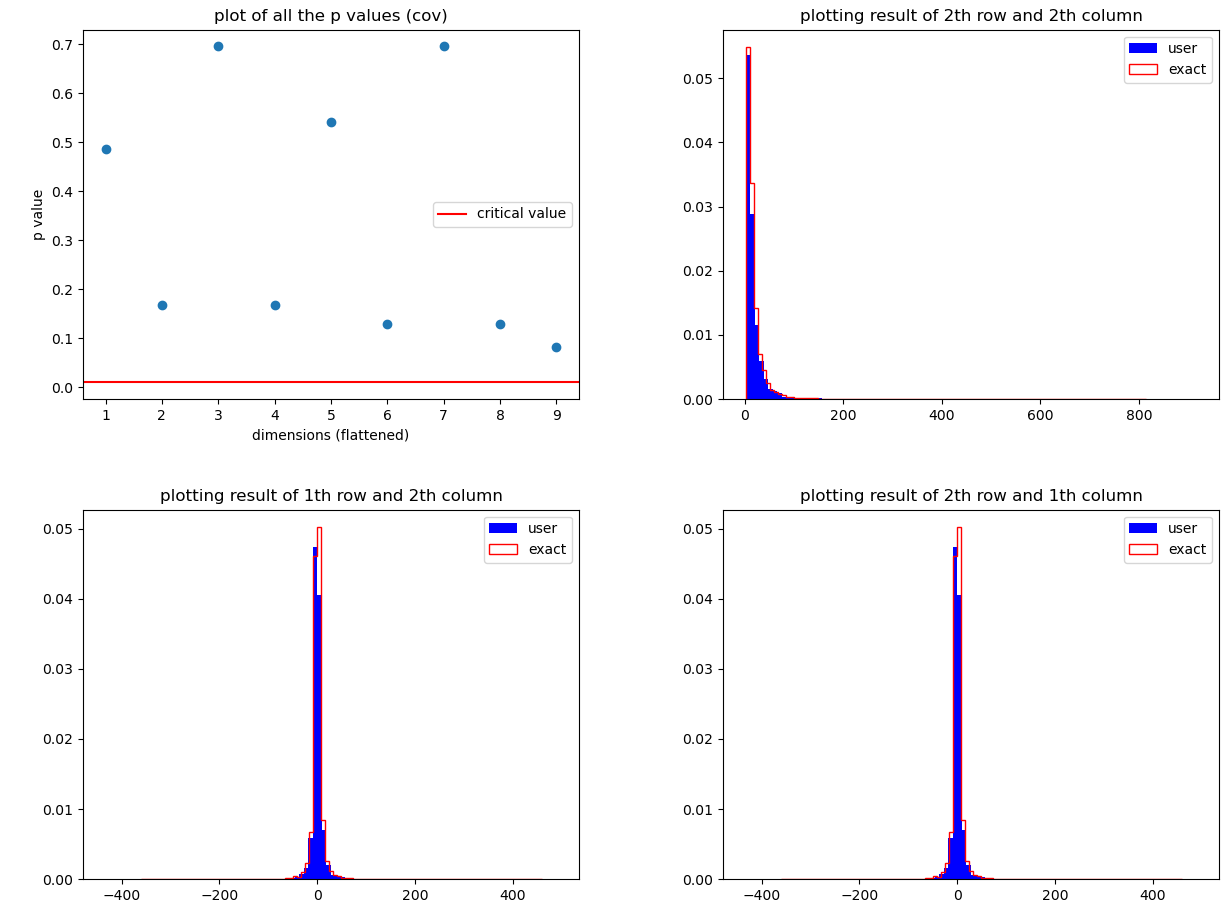 plot of all the p values (cov)
0.7
0.6
0.5
0.4
0.3
0.2
0.1
0.0
p value
critical value
1 2 3 4 5 6 7 8 9
dimensions (flattened)
plotting result of 2th row and 2th column
user
exact
0.05
0.04
0.03
0.02
0.01
0.00
0 200 400 600 800
plotting result of 1th row and 2th column
user
exact
0.05
0.04
0.03
0.02
0.01
0.00
−400 −200 0 200 400
plotting result of 2th row and 1th column
user
exact
0.05
0.04
0.03
0.02
0.01
0.00
−400 −200 0 200 400